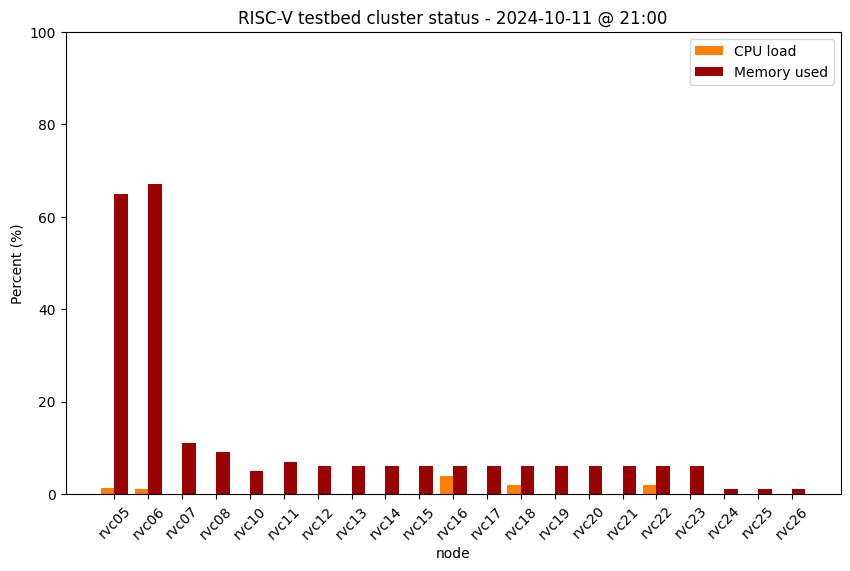 RISC-V testbed cluster status - 2024-10-11 @ 21:00
CPU load
Memory used
Percent (%)
100
80
60
40
20
0
rvc05 rvc06 rvc07 rvc08 rvc10 rvc11 rvc12 rvc13 rvc14 rvc15 rvc16 rvc17 rvc18 rvc19 rvc20 rvc21 rvc22 rvc23 rvc24 rvc25 rvc26
node